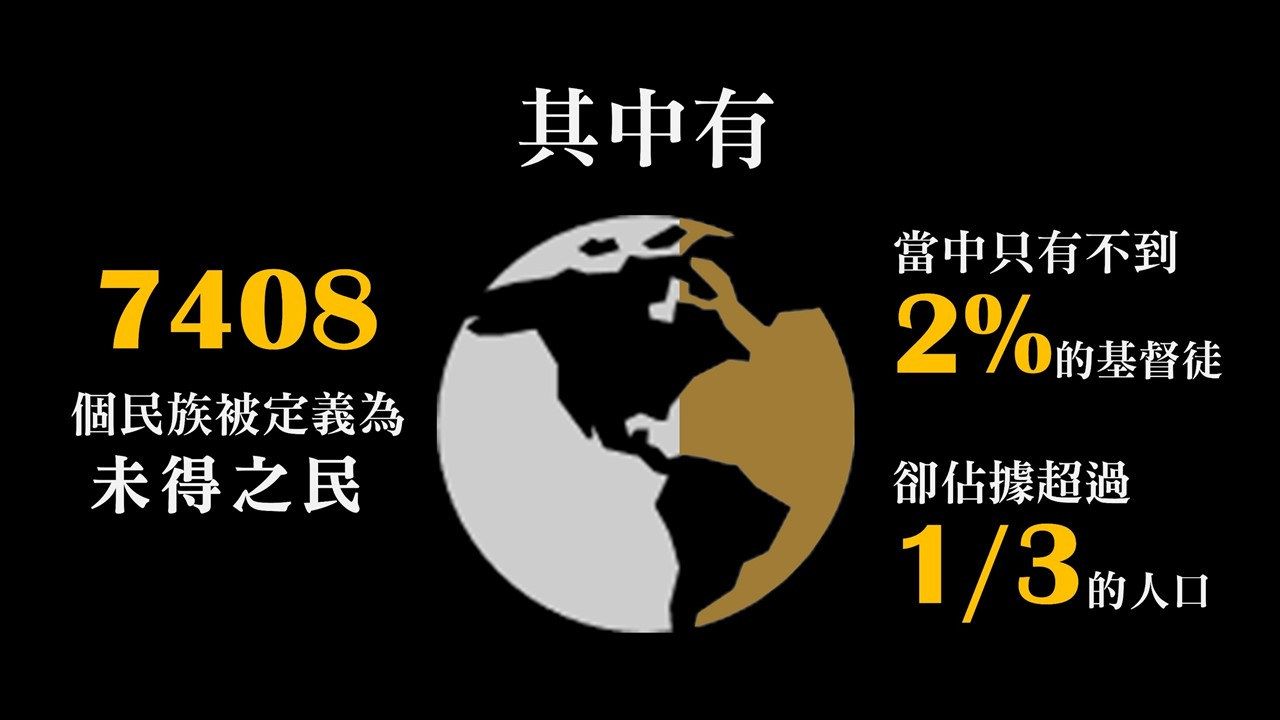 其中有
7408
個民族被定義為
未得之民
當中只有不到
2%的基督徒
卻佔據超過
1/3的人口